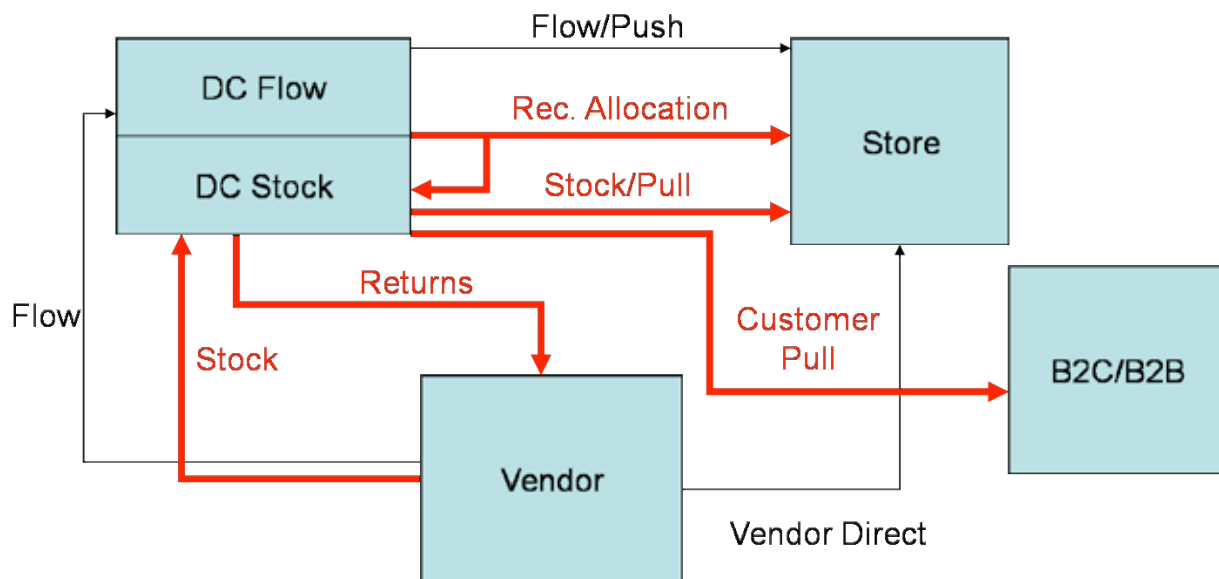 Flow/Push
DC Flow
Rec. Allocation
Store
DC Stock
Stock/Pull
Returns
Flow
Customer
Pull
Stock
B2C/B2B
Vendor
Vendor Direct